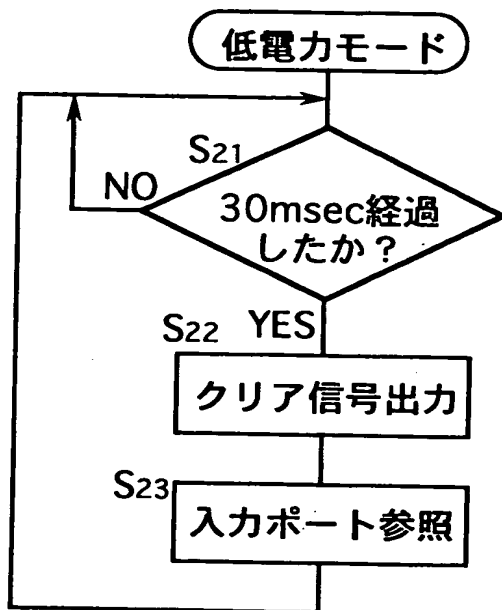 低電力モード
S21
NO
30msec経過
したか？
S22
YES
クリア信号出力
S23
入力ポート参照